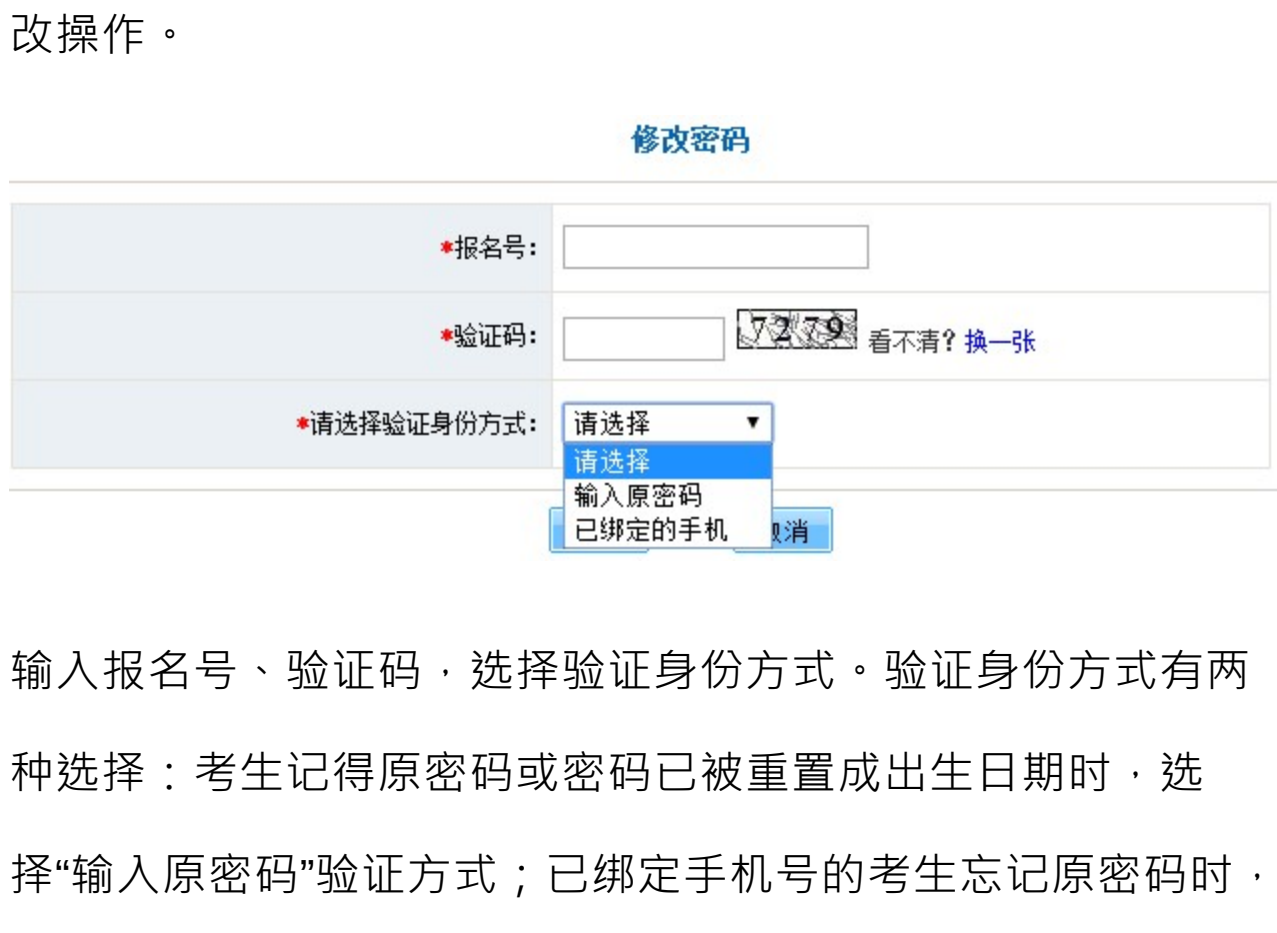 改操作。
修改密码
*报名号:
*验证码: 7279 看不清?换一张
*请选择验证身份方式: 请选择
请选择
输入原密码
已绑定的手机
消
输入报名号、验证码,选择验证身份方式。验证身份方式有两
种选择:考生记得原密码或密码已被重置成出生日期时,选
择“输入原密码”验证方式;已绑定手机号的考生忘记原密码时,